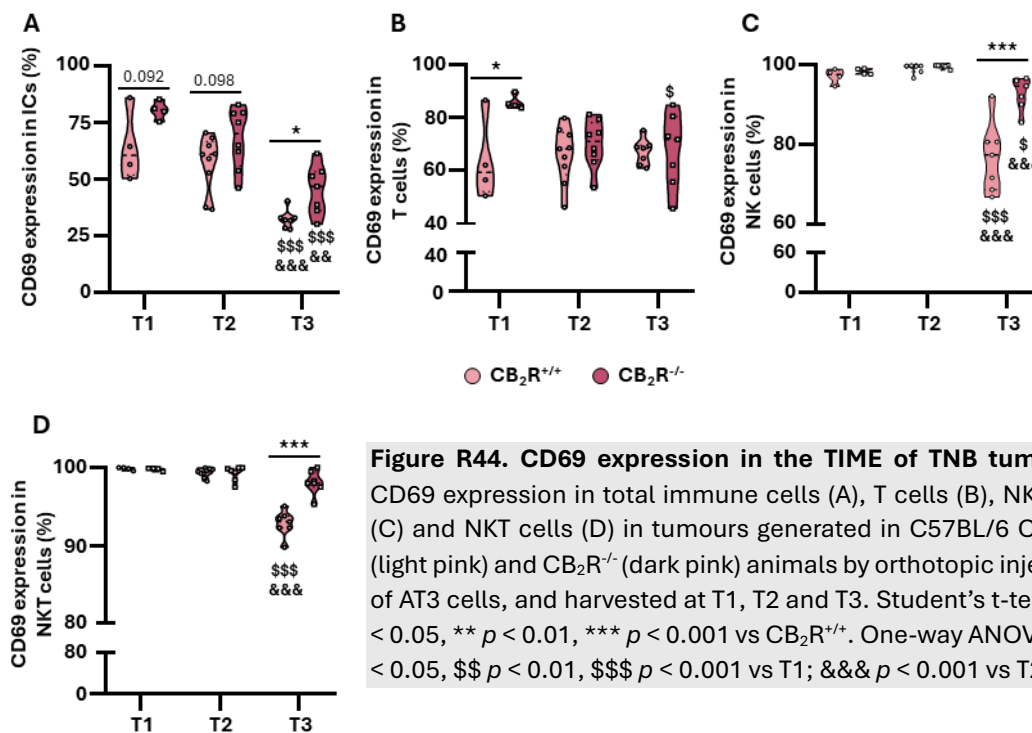 A
CD69 expression in ICs (%)
100
75
50
25
0
0.092
0.098
*
$$$
&&&
$$$
&&
T1
T2
T3
B
CD69 expression in
T cells (%)
100
80
60
40
40
0
*
$
T1
T2
T3
C
CD69 expression in
NK cells (%)
100
80
60
60
0
***
$
&&&
$$$
&&&
T1
T2
T3
CB₂R⁺/⁺
CB₂R⁻/⁻
D
CD69 expression in
NKT cells (%)
100
90
80
80
0
***
$$$
&&&
T1
T2
T3
Figure R44. CD69 expression in the TIME of TNB tum
CD69 expression in total immune cells (A), T cells (B), NK
(C) and NKT cells (D) in tumours generated in C57BL/6 C
(light pink) and CB₂R⁻/⁻ (dark pink) animals by orthotopic inje
of AT3 cells, and harvested at T1, T2 and T3. Student’s t-te
< 0.05, ** p < 0.01, *** p < 0.001 vs CB₂R⁺/⁺. One-way ANOV
< 0.05, $$ p < 0.01, $$$ p < 0.001 vs T1; &&& p < 0.001 vs T